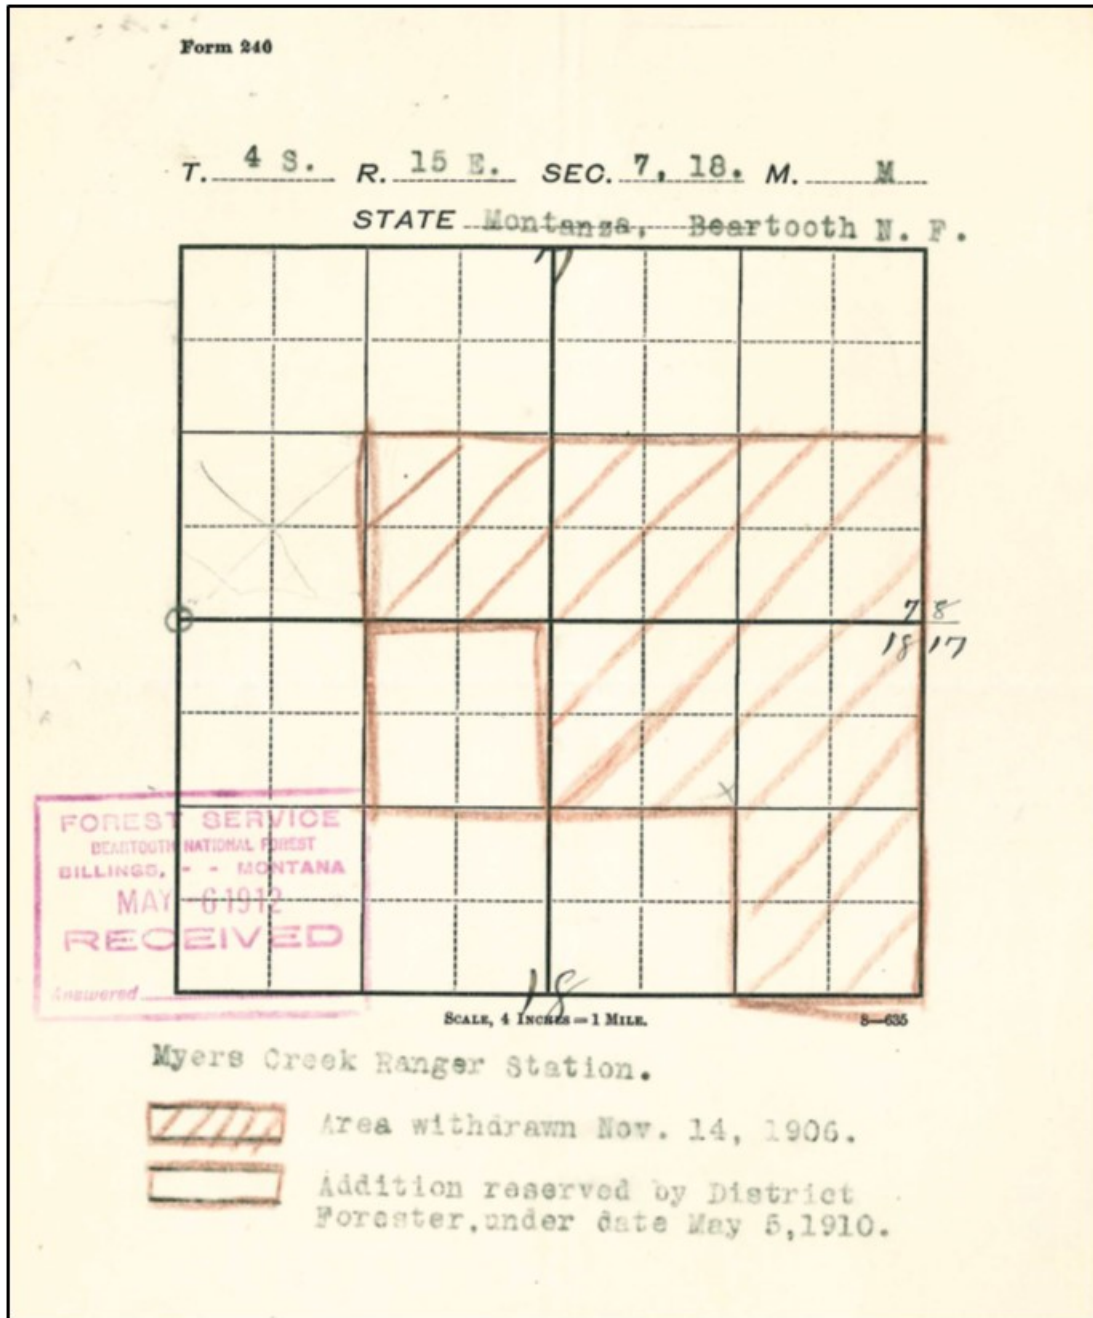 Form 240
T. 4 S. R. 15 E. SEC. 7, 18. M. M
STATE Montanza, Beartooth N. F.
7
7 8
18 17
FOREST SERVICE
BEARTOOTH NATIONAL FOREST
BILLINGS, - - MONTANA
MAY -6 1912
RECEIVED
Answered
18
SCALE, 4 INCHES = 1 MILE.
8—635
Myers Creek Ranger Station.
Area withdrawn Nov. 14, 1906.
Addition reserved by District
Forester,under date May 5,1910.